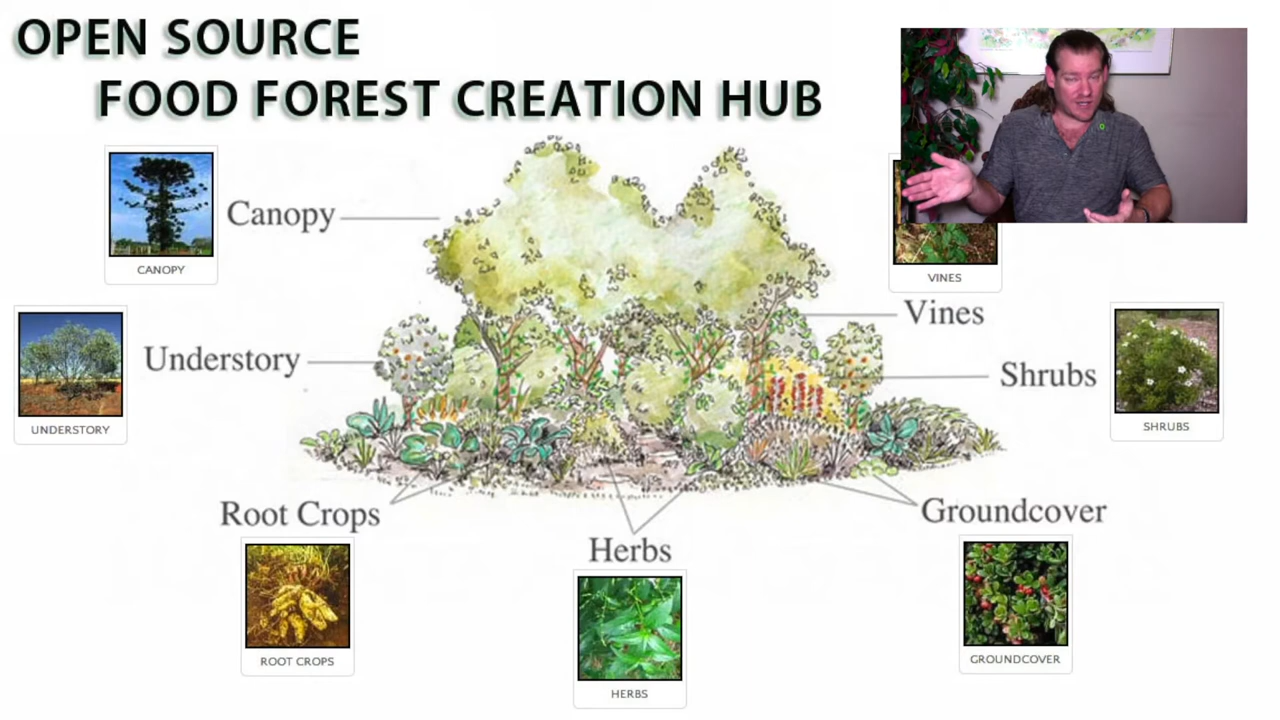 OPEN SOURCE
FOOD FOREST CREATION HUB
CANOPY
Canopy
VINES
Vines
UNDERSTORY
Understory
Shrubs
SHRUBS
Root Crops
ROOT CROPS
Herbs
HERBS
Groundcover
GROUNDCOVER